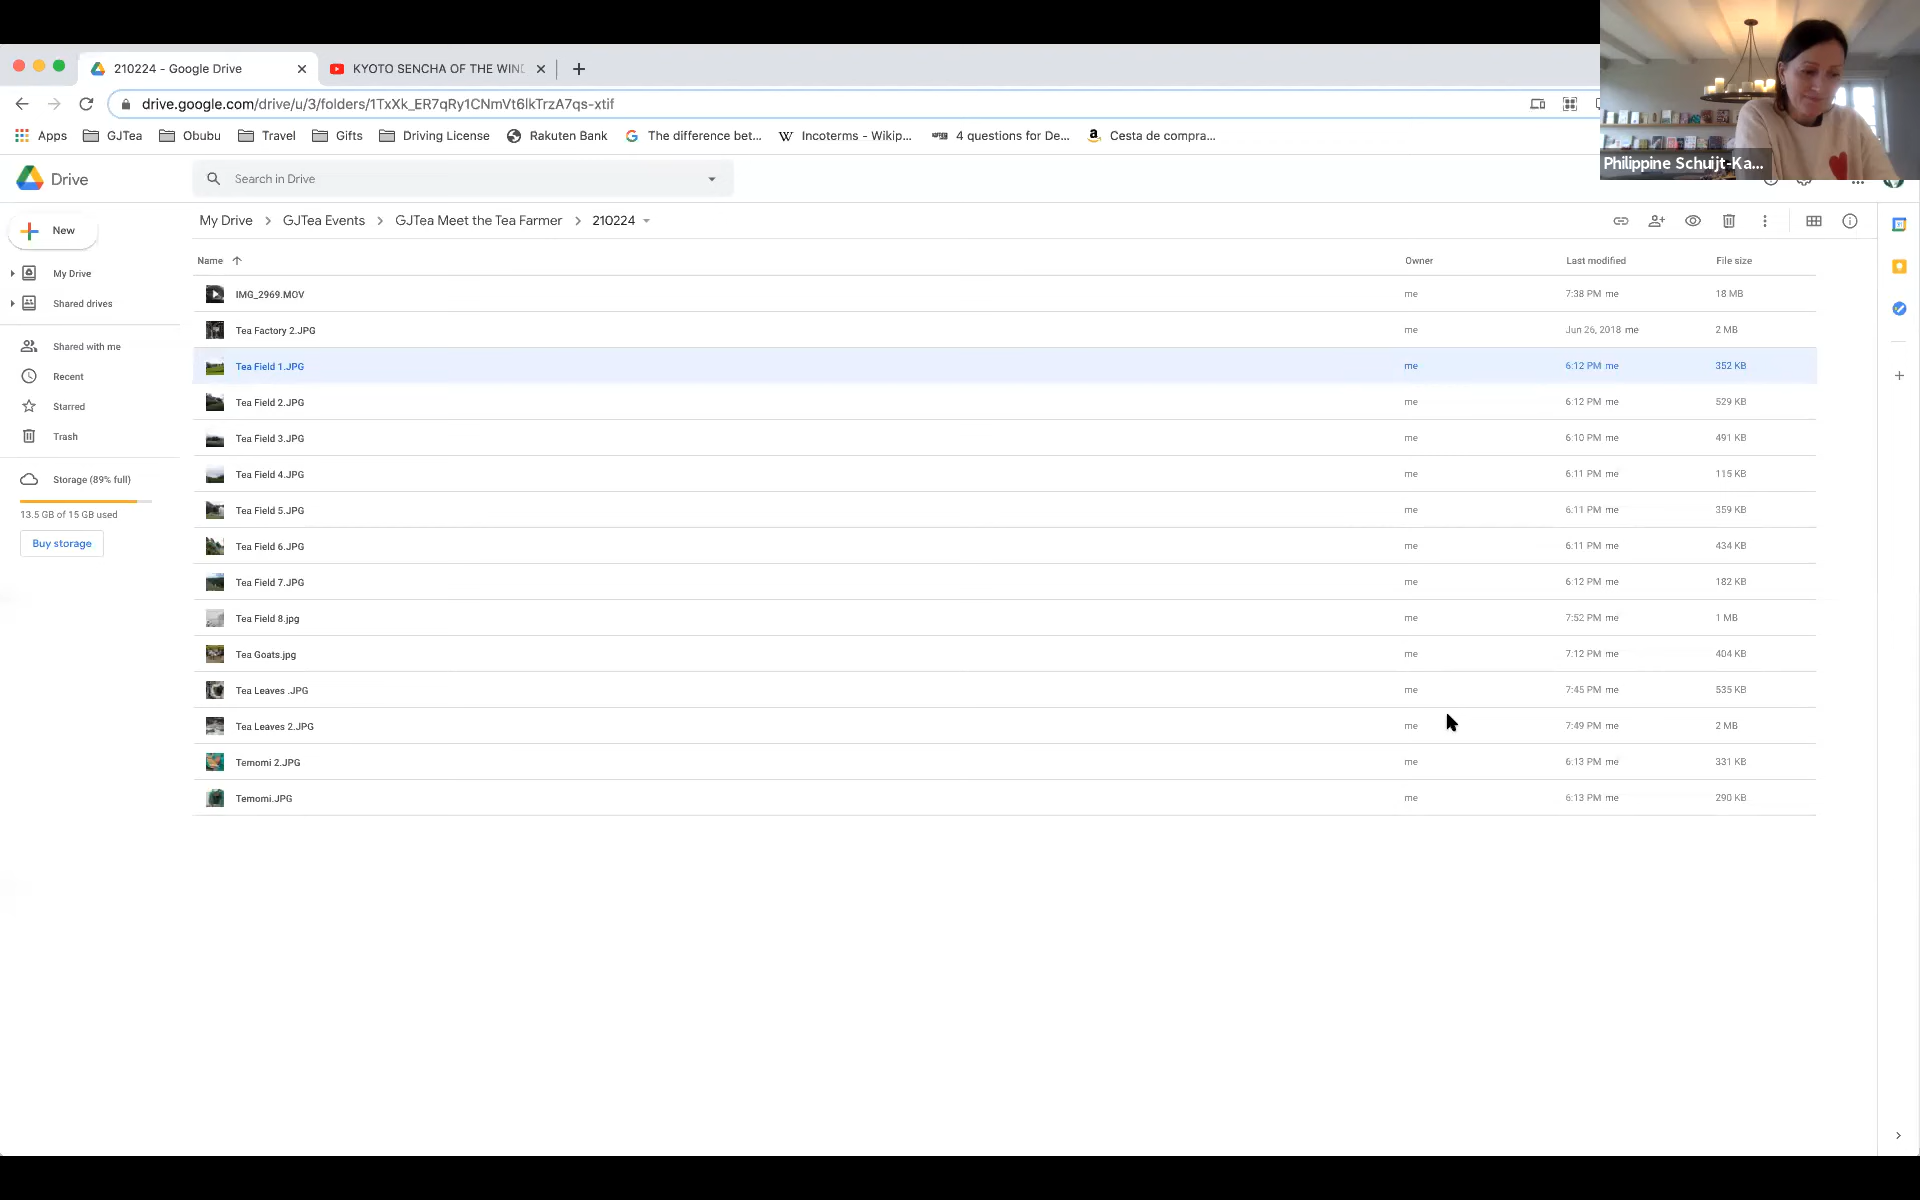 210224 - Google Drive
KYOTO SENCHA OF THE WIND
drive.google.com/drive/u/3/folders/1TxXk_ER7qRy1CNmVt6lkTrzA7qs-xtif
Apps GJTea Obubu Travel Gifts Driving License Rakuten Bank The difference bet... Incoterms - Wikip... 4 questions for De... Cesta de compra...
Philippine Schuijt-Ka...
Drive
Search in Drive
New
My Drive
Shared drives
Shared with me
Recent
Starred
Trash
Storage (89% full)
13.5 GB of 15 GB used
Buy storage
My Drive > GJTea Events > GJTea Meet the Tea Farmer > 210224
Name Owner Last modified File size
IMG_2969.MOV me 7:38 PM me 18 MB
Tea Factory 2.JPG me Jun 26, 2018 me 2 MB
Tea Field 1.JPG me 6:12 PM me 352 KB
Tea Field 2.JPG me 6:12 PM me 529 KB
Tea Field 3.JPG me 6:10 PM me 491 KB
Tea Field 4.JPG me 6:11 PM me 115 KB
Tea Field 5.JPG me 6:11 PM me 359 KB
Tea Field 6.JPG me 6:11 PM me 434 KB
Tea Field 7.JPG me 6:12 PM me 182 KB
Tea Field 8.jpg me 7:52 PM me 1 MB
Tea Goats.jpg me 7:12 PM me 404 KB
Tea Leaves .JPG me 7:45 PM me 535 KB
Tea Leaves 2.JPG me 7:49 PM me 2 MB
Temomi 2.JPG me 6:13 PM me 331 KB
Temomi.JPG me 6:13 PM me 290 KB